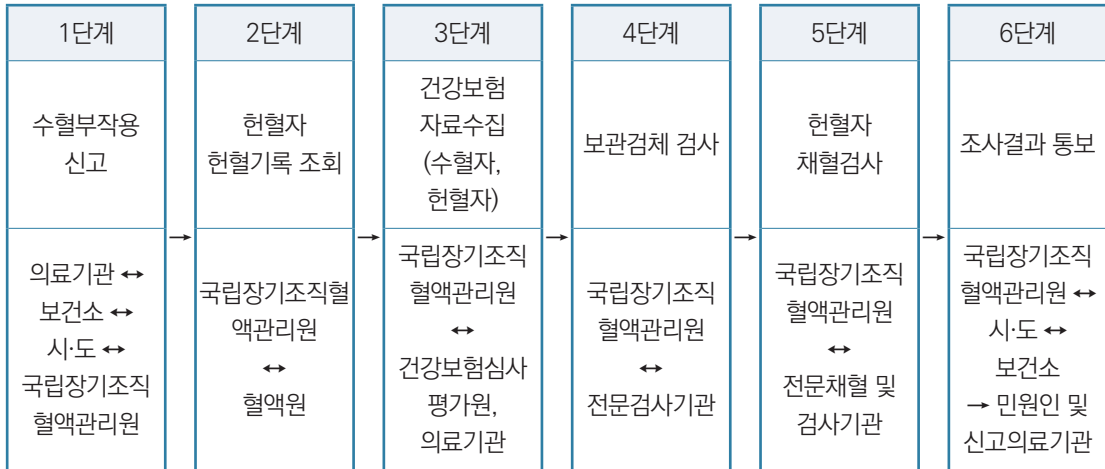 1단계
수혈부작용
신고
의료기관 ↔
보건소 ↔
시·도 ↔
국립장기조직
혈액관리원
→
2단계
헌혈자
헌혈기록 조회
국립장기조직혈
액관리원
↔
혈액원
→
3단계
건강보험
자료수집
(수혈자,
헌혈자)
국립장기조직
혈액관리원
↔
건강보험심사
평가원,
의료기관
→
4단계
보관검체 검사
국립장기조직
혈액관리원
↔
전문검사기관
→
5단계
헌혈자
채혈검사
국립장기조직
혈액관리원
↔
전문채혈 및
검사기관
→
6단계
조사결과 통보
국립장기조직
혈액관리원 ↔
시·도 ↔
보건소
→ 민원인 및
신고의료기관